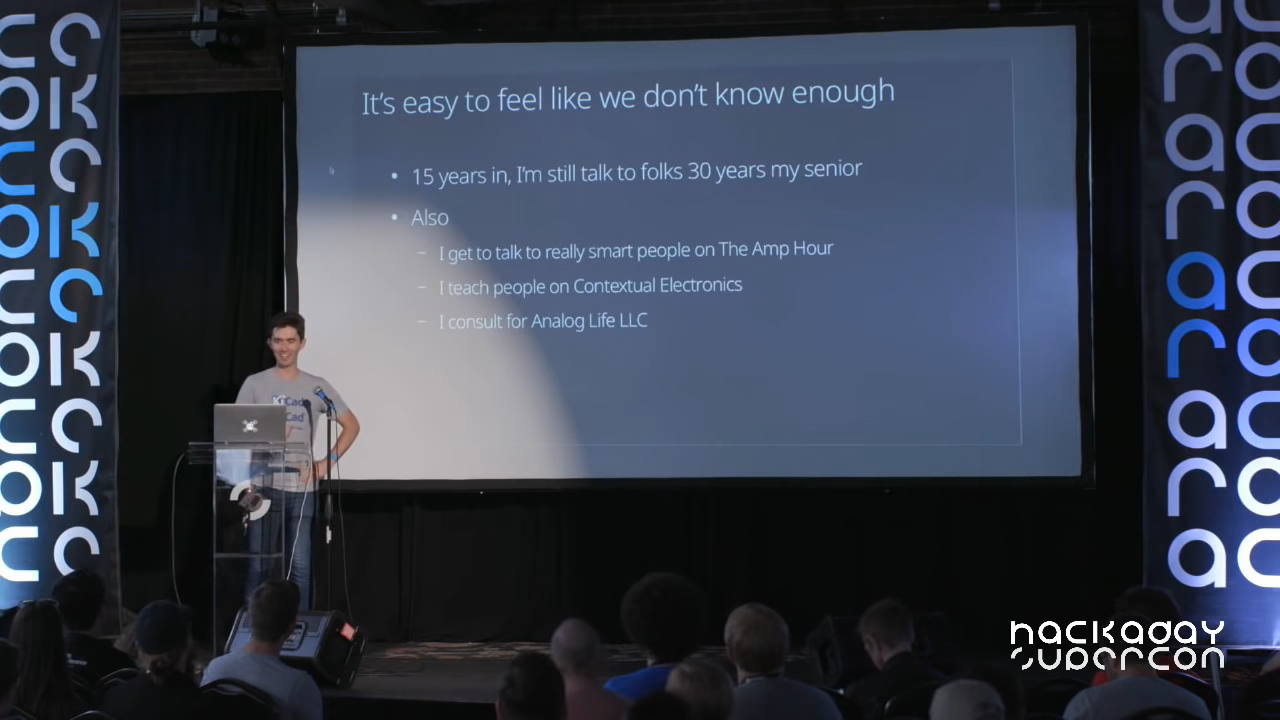 It's easy to feel like we don't know enough
• 15 years in, I'm still talk to folks 30 years my senior
• Also
– I get to talk to really smart people on The Amp Hour
– I teach people on Contextual Electronics
– I consult for Analog Life LLC
KiCad
hackaday
supercon